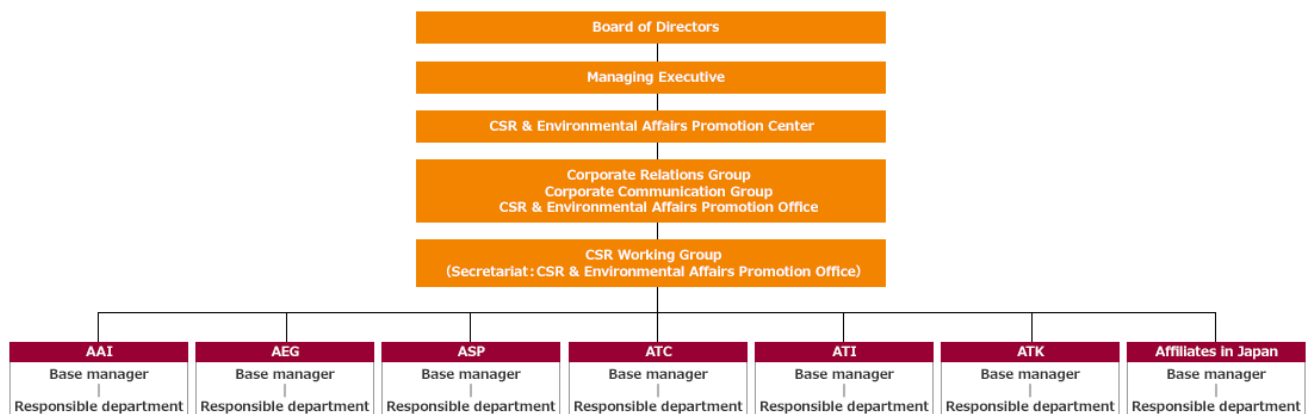 Board of Directors
Managing Executive
CSR & Environmental Affairs Promotion Center
Corporate Relations Group
Corporate Communication Group
CSR & Environmental Affairs Promotion Office
CSR Working Group
(Secretariat:CSR & Environmental Affairs Promotion Office)
AAI
Base manager
Responsible department
AEG
Base manager
Responsible department
ASP
Base manager
Responsible department
ATC
Base manager
Responsible department
ATI
Base manager
Responsible department
ATK
Base manager
Responsible department
Affiliates in Japan
Base manager
Responsible department